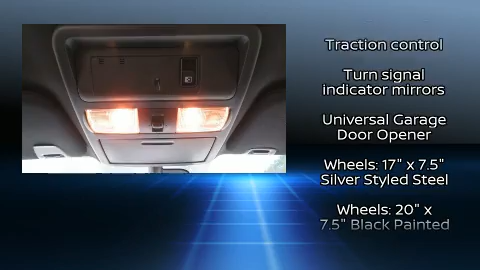 Traction control
Turn signal
indicator mirrors
Universal Garage
Door Opener
Wheels: 17" x 7.5"
Silver Styled Steel
Wheels: 20" x
7.5" Black Painted